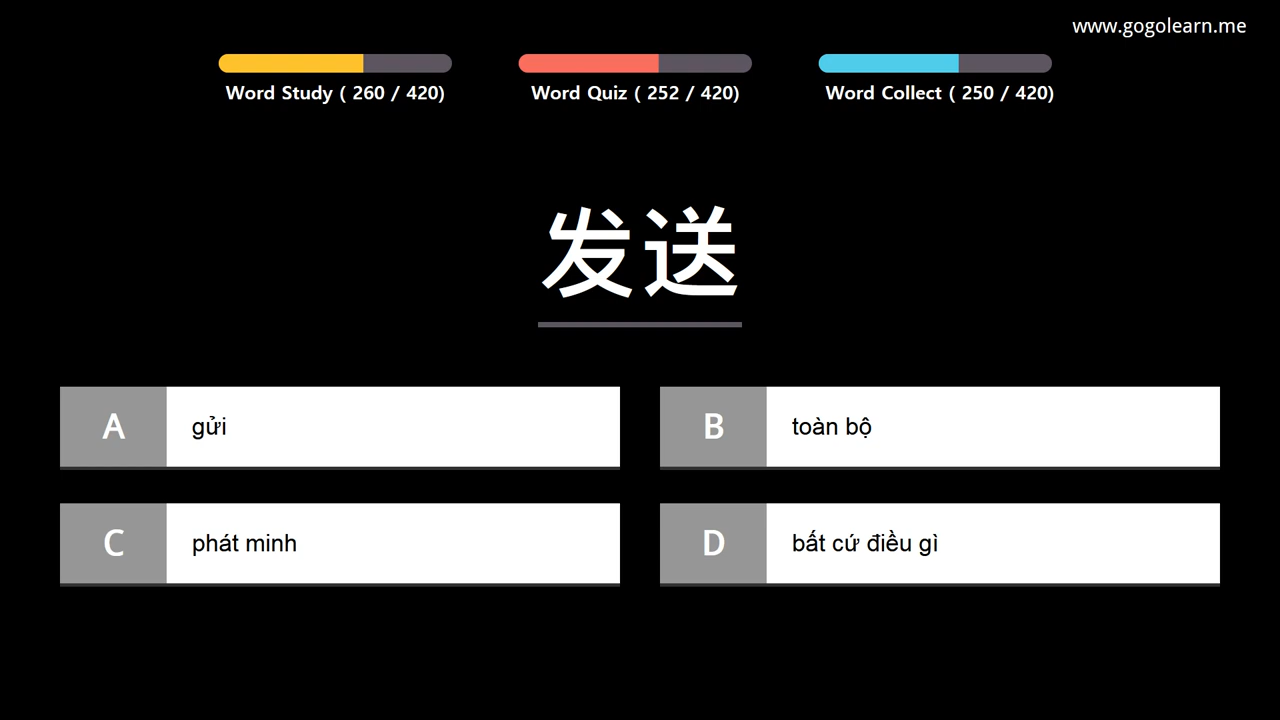 www.gogolearn.me
Word Study ( 260 / 420)
Word Quiz ( 252 / 420)
Word Collect ( 250 / 420)
发送
A
gửi
B
toàn bộ
C
phát minh
D
bất cứ điều gì